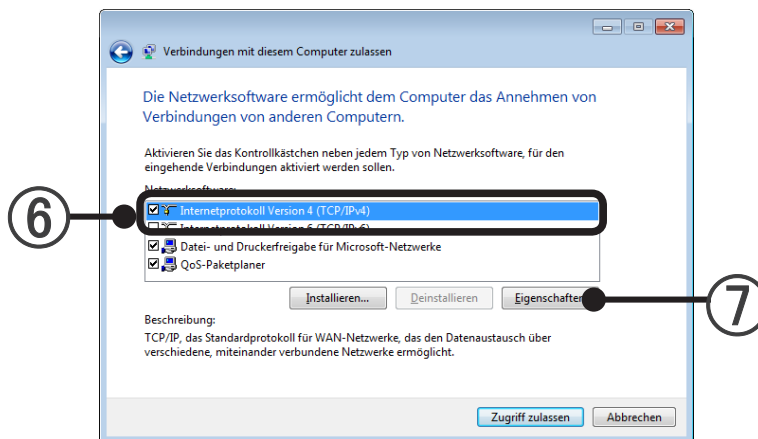 Verbindungen mit diesem Computer zulassen
Die Netzwerksoftware ermöglicht dem Computer das Annehmen von
Verbindungen von anderen Computern.
Aktivieren Sie das Kontrollkästchen neben jedem Typ von Netzwerksoftware, für den
eingehende Verbindungen aktiviert werden sollen.
Netzwerksoftware:
6
Internetprotokoll Version 4 (TCP/IPv4)
Internetprotokoll Version 6 (TCP/IPv6)
Datei- und Druckerfreigabe für Microsoft-Netzwerke
QoS-Paketplaner
Installieren... Deinstallieren Eigenschaften
7
Beschreibung:
TCP/IP, das Standardprotokoll für WAN-Netzwerke, das den Datenaustausch über
verschiedene, miteinander verbundene Netzwerke ermöglicht.
Zugriff zulassen Abbrechen